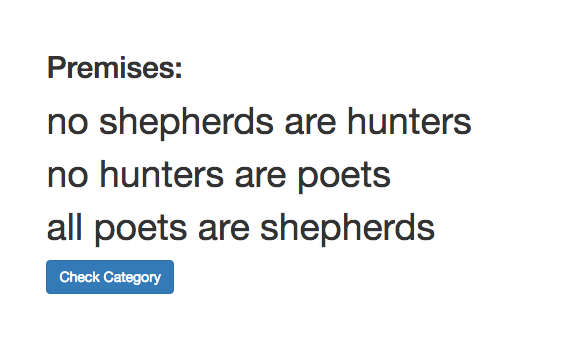 Premises:
no shepherds are hunters
no hunters are poets
all poets are shepherds
Check Category